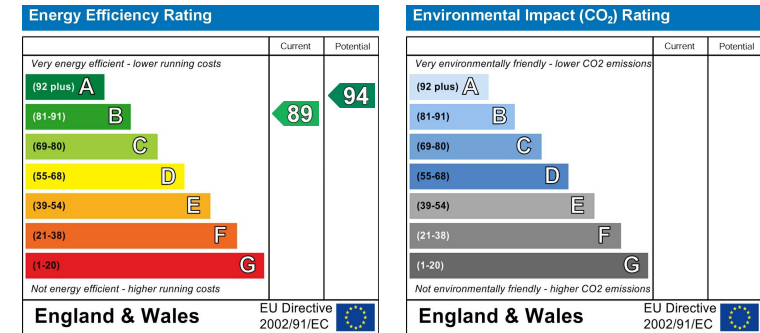 Energy Efficiency Rating
Current Potential
Very energy efficient - lower running costs
(92 plus) A
(81-91) B
(69-80) C
(55-68) D
(39-54) E
(21-38) F
(1-20) G
89
94
Not energy efficient - higher running costs
England & Wales
EU Directive
2002/91/EC
Environmental Impact (CO₂) Rating
Current Potential
Very environmentally friendly - lower CO2 emissions
(92 plus) A
(81-91) B
(69-80) C
(55-68) D
(39-54) E
(21-38) F
(1-20) G
Not environmentally friendly - higher CO2 emissions
England & Wales
EU Directive
2002/91/EC